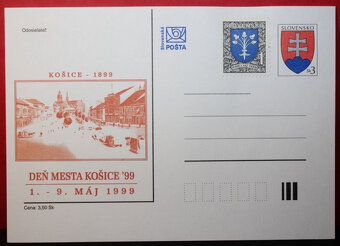 Odosielateľ:
Slovenská
POŠTA
SLOVENSKO
3
KOŠICE - 1899
DEŇ MESTA KOŠICE '99
1. - 9. MÁJ 1999
Cena: 3,50 Sk